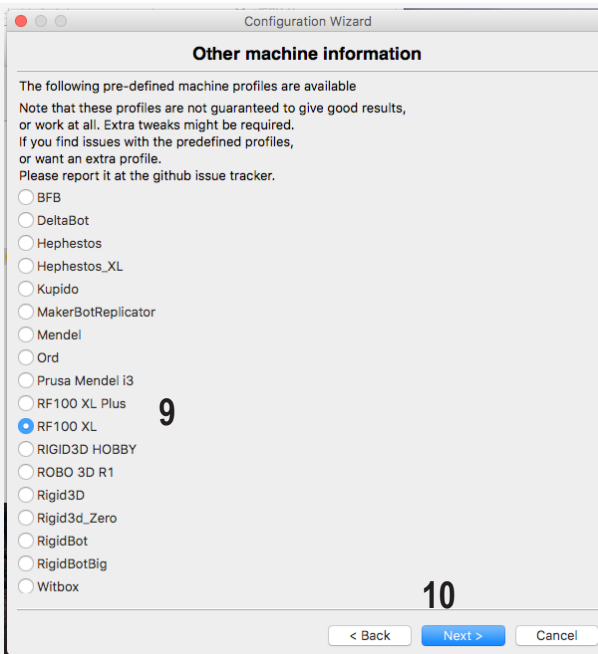 Configuration Wizard
Other machine information
The following pre-defined machine profiles are available
Note that these profiles are not guaranteed to give good results,
or work at all. Extra tweaks might be required.
If you find issues with the predefined profiles,
or want an extra profile.
Please report it at the github issue tracker.
BFB
DeltaBot
Hephestos
Hephestos_XL
Kupido
MakerBotReplicator
Mendel
Ord
Prusa Mendel i3
RF100 XL Plus
9
RF100 XL
RIGID3D HOBBY
ROBO 3D R1
Rigid3D
Rigid3d_Zero
RigidBot
RigidBotBig
Witbox
10
< Back Next > Cancel